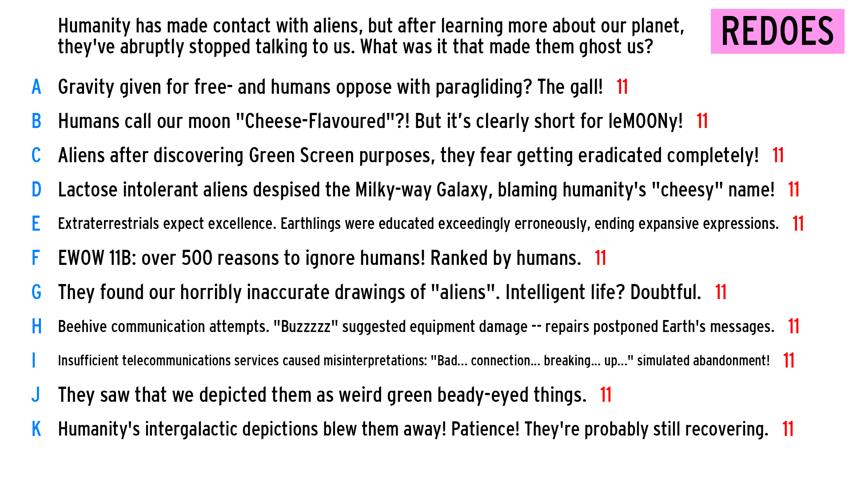 Humanity has made contact with aliens, but after learning more about our planet,
they've abruptly stopped talking to us. What was it that made them ghost us?
REDOES
A Gravity given for free- and humans oppose with paragliding? The gall! 11
B Humans call our moon "Cheese-Flavoured"?! But it's clearly short for leMOONy! 11
C Aliens after discovering Green Screen purposes, they fear getting eradicated completely! 11
D Lactose intolerant aliens despised the Milky-way Galaxy, blaming humanity's "cheesy" name! 11
E Extraterrestrials expect excellence. Earthlings were educated exceedingly erroneously, ending expansive expressions. 11
F EWOW 11B: over 500 reasons to ignore humans! Ranked by humans. 11
G They found our horribly inaccurate drawings of "aliens". Intelligent life? Doubtful. 11
H Beehive communication attempts. "Buzzzzz" suggested equipment damage -- repairs postponed Earth's messages. 11
I Insufficient telecommunications services caused misinterpretations: "Bad... connection... breaking... up..." simulated abandonment! 11
J They saw that we depicted them as weird green beady-eyed things. 11
K Humanity's intergalactic depictions blew them away! Patience! They're probably still recovering. 11